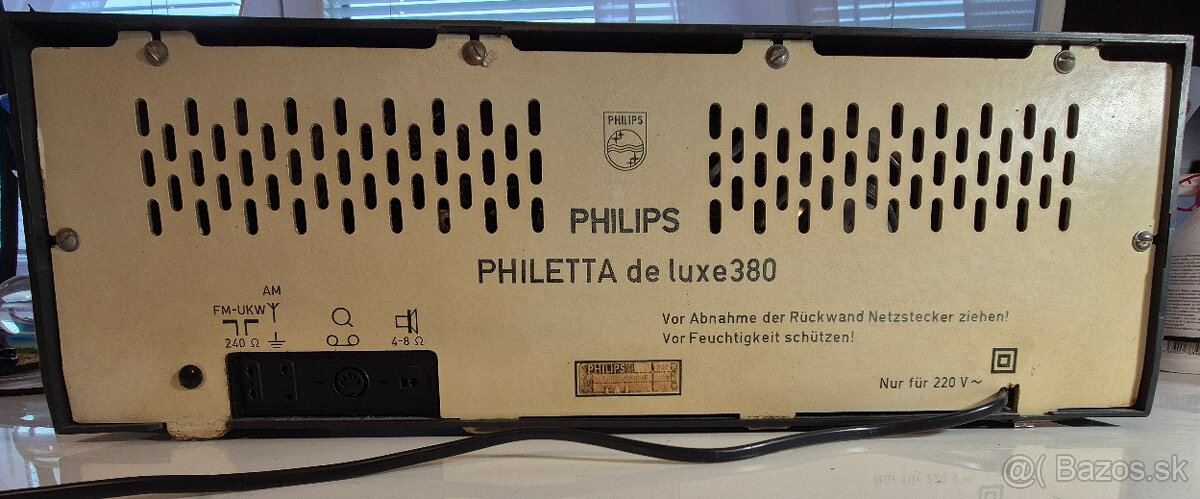 PHILIPS
PHILIPS
PHILETTA de luxe380
AM
FM-UKW
240 Ω
4-8 Ω
Vor Abnahme der Rückwand Netzstecker ziehen!
Vor Feuchtigkeit schützen!
PHILIPS
Nur für 220 V~
@( Bazos.sk